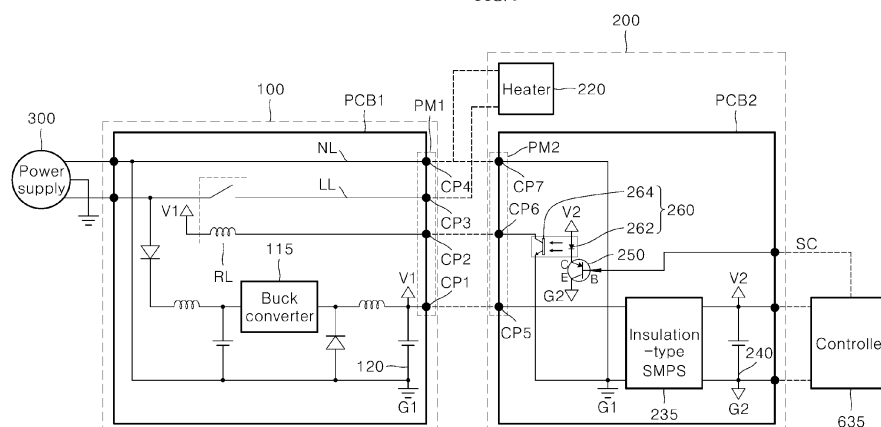 200
100
PCB1
PM1
Heater
220
PCB2
300
Power
supply
NL
LL
CP4
CP3
PM2
CP7
CP6
264
262
260
V1
RL
CP2
V2
C
E
B
250
G2
SC
115
Buck
converter
V1
CP1
CP5
120
G1
G1
Insulation
-type
SMPS
235
V2
240
G2
Controller
635